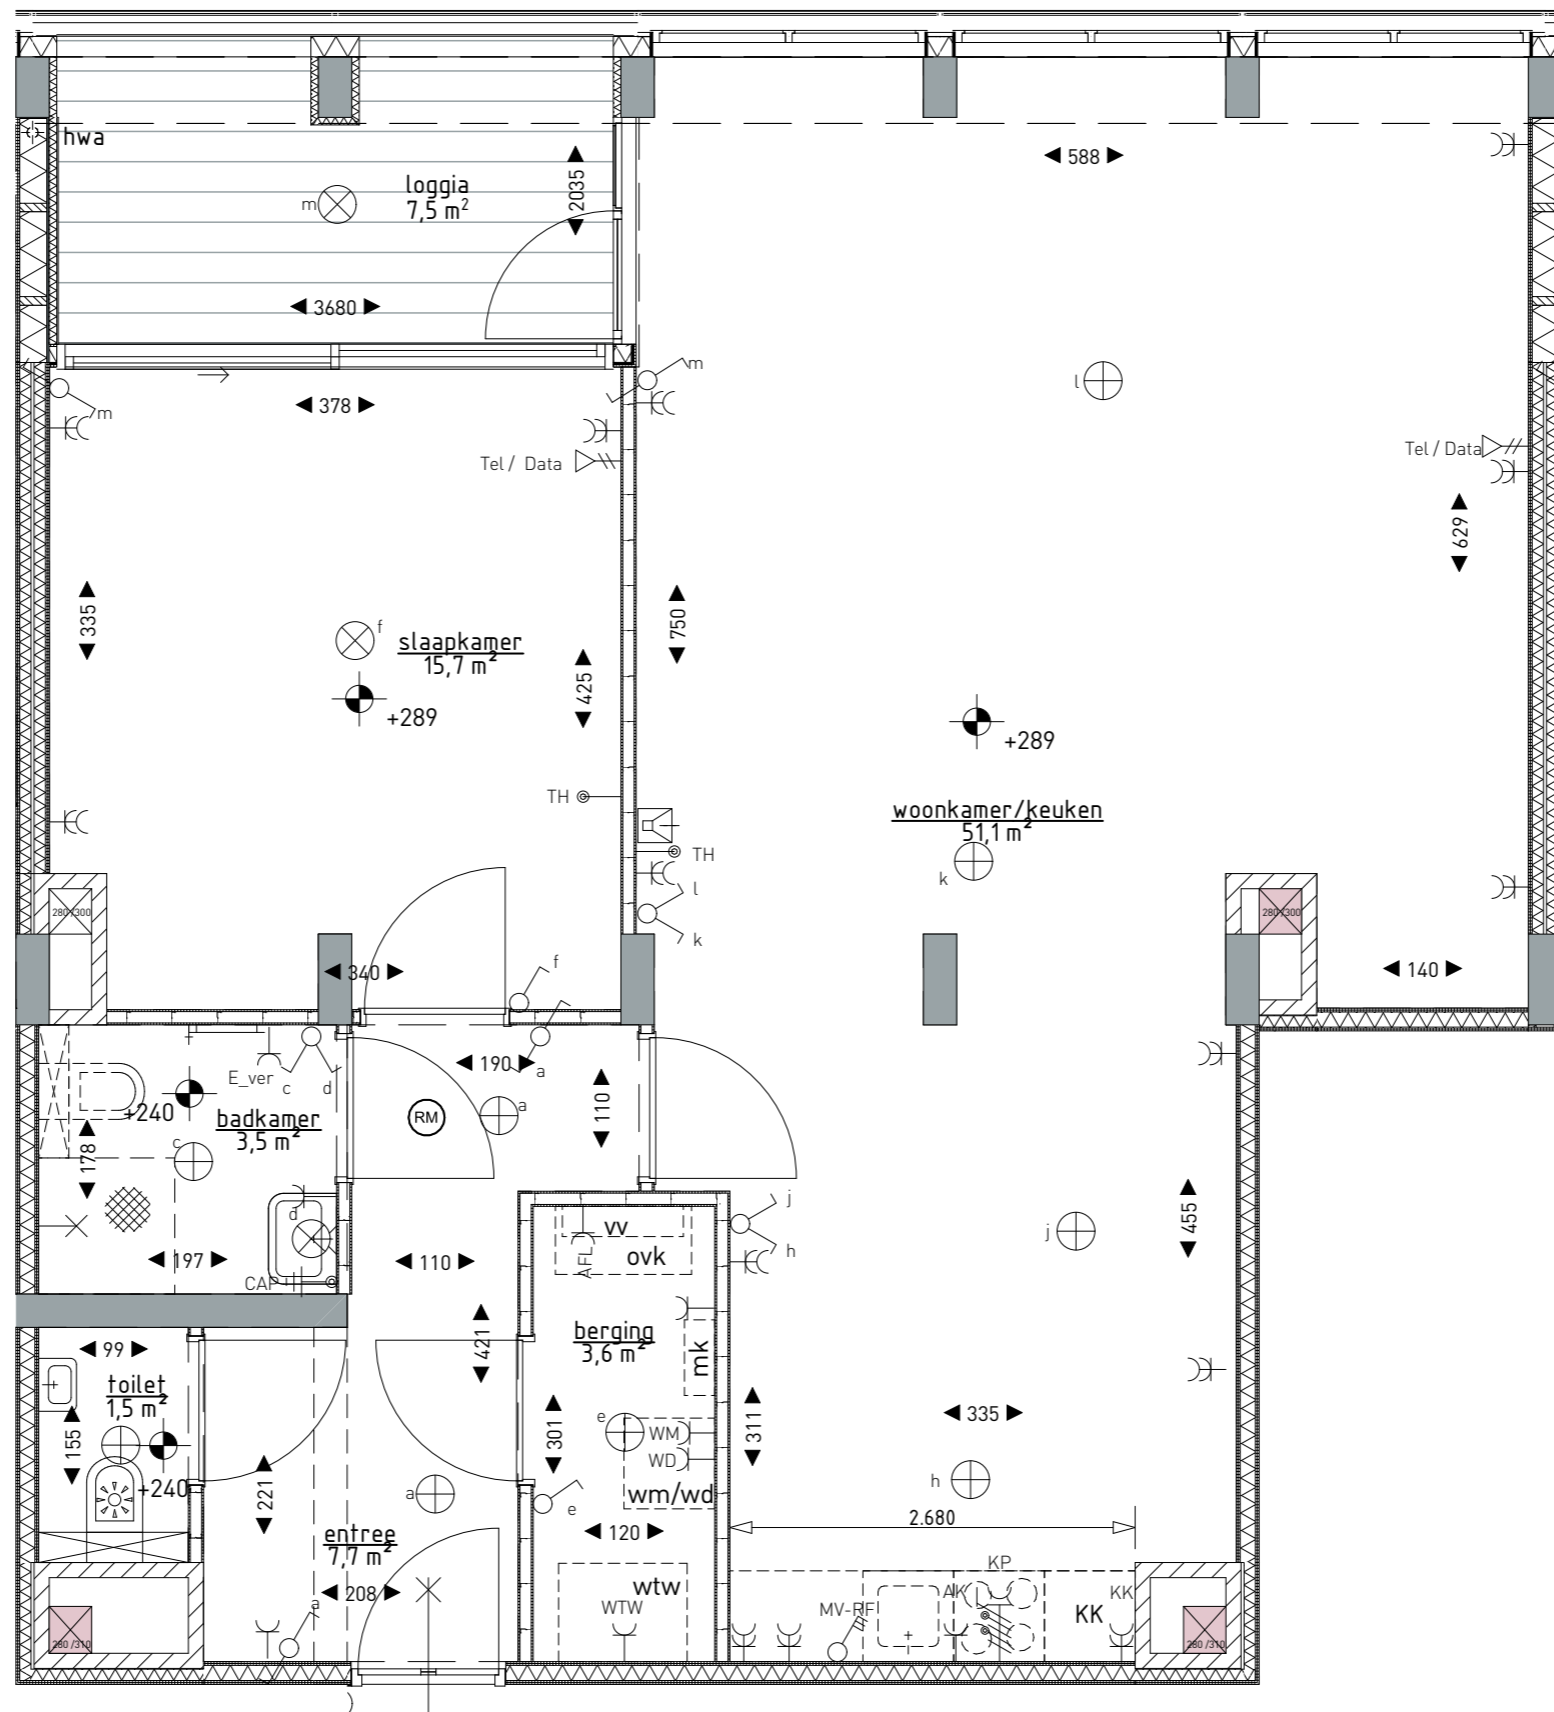 hwa
588
loggia
7,5 m²
2035
m
3680
m
m
378
l
Tel / Data
Tel / Data
629
335
750
f
slaapkamer
15,7 m²
425
+289
+289
TH
woonkamer/keuken
51,1 m²
TH
k
l
k
280 /300
280 /300
340
f
140
190
a
E_ver
c
d
110
a
RM
+240
badkamer
3,5 m²
c
178
d
j
h
455
j
vv
ovk
AFL
197
110
CAP
421
berging
3,6 m²
mk
99
toilet
1,5 m²
155
+240
e
301
WM
WD
wm/wd
311
335
h
a
221
e
2.680
entree
7,7 m²
120
208
a
wtw
WTW
KP
AK
KK
MV-RF
KK
280 /310
280 /310